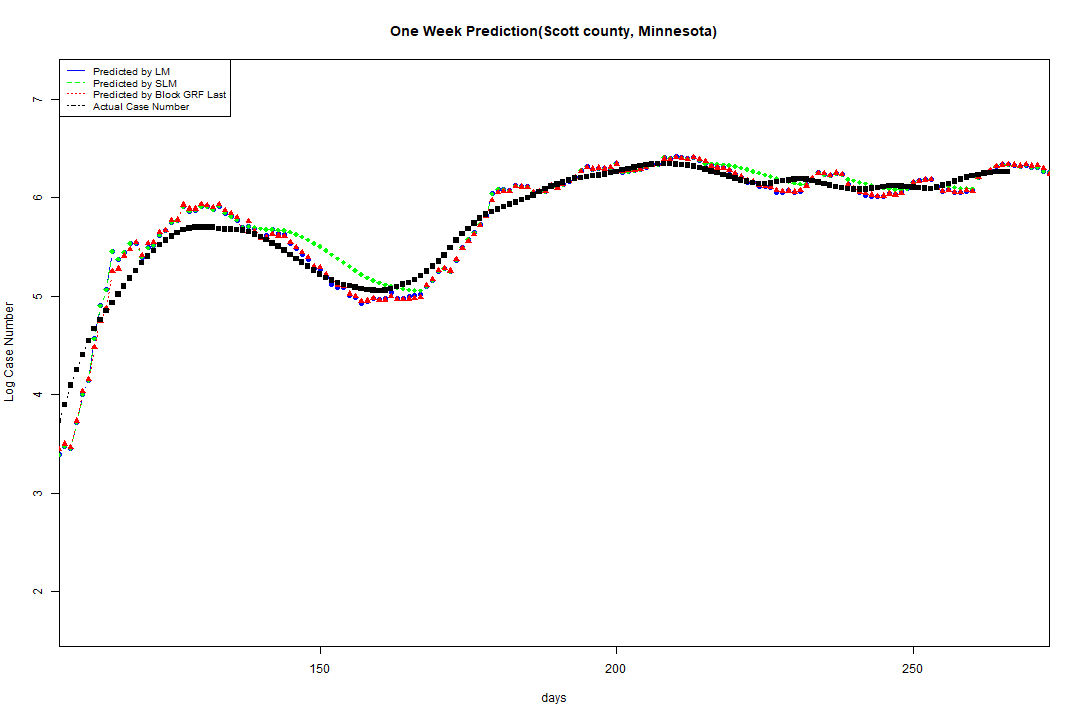 One Week Prediction(Scott county, Minnesota)
Predicted by LM
Predicted by SLM
Predicted by Block GRF Last
Actual Case Number
7
6
5
4
3
2
Log Case Number
150 200 250
days